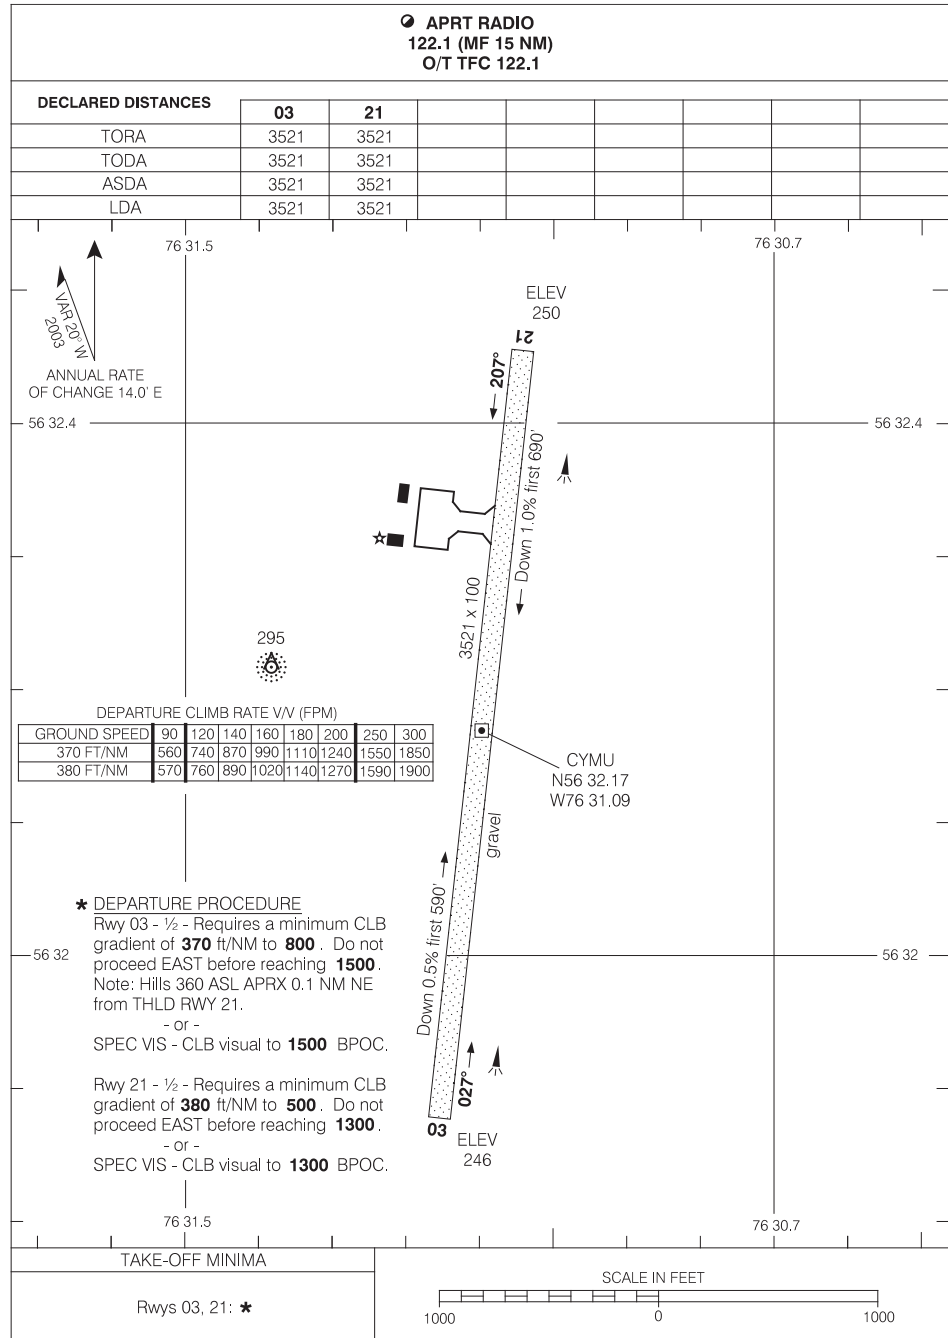 APRT RADIO
122.1 (MF 15 NM)
O/T TFC 122.1
DECLARED DISTANCES 03 21
TORA 3521 3521
TODA 3521 3521
ASDA 3521 3521
LDA 3521 3521
76 31.5 76 30.7
VAR 20° W
2003
ANNUAL RATE
OF CHANGE 14.0' E
ELEV
250
21
207°
56 32.4 56 32.4
Down 1.0% first 690'
3521 x 100
295
DEPARTURE CLIMB RATE V/V (FPM)
GROUND SPEED 90 120 140 160 180 200 250 300
370 FT/NM 560 740 870 990 1110 1240 1550 1850
380 FT/NM 570 760 890 1020 1140 1270 1590 1900
CYMU
N56 32.17
W76 31.09
gravel
* DEPARTURE PROCEDURE
Rwy 03 - ½ - Requires a minimum CLB
gradient of 370 ft/NM to 800 . Do not
proceed EAST before reaching 1500 .
Note: Hills 360 ASL APRX 0.1 NM NE
from THLD RWY 21.
- or -
SPEC VIS - CLB visual to 1500 BPOC.
Rwy 21 - ½ - Requires a minimum CLB
gradient of 380 ft/NM to 500 . Do not
proceed EAST before reaching 1300 .
- or -
SPEC VIS - CLB visual to 1300 BPOC.
56 32 56 32
Down 0.5% first 590'
027°
03
ELEV
246
76 31.5 76 30.7
TAKE-OFF MINIMA
Rwys 03, 21: *
SCALE IN FEET
1000 0 1000